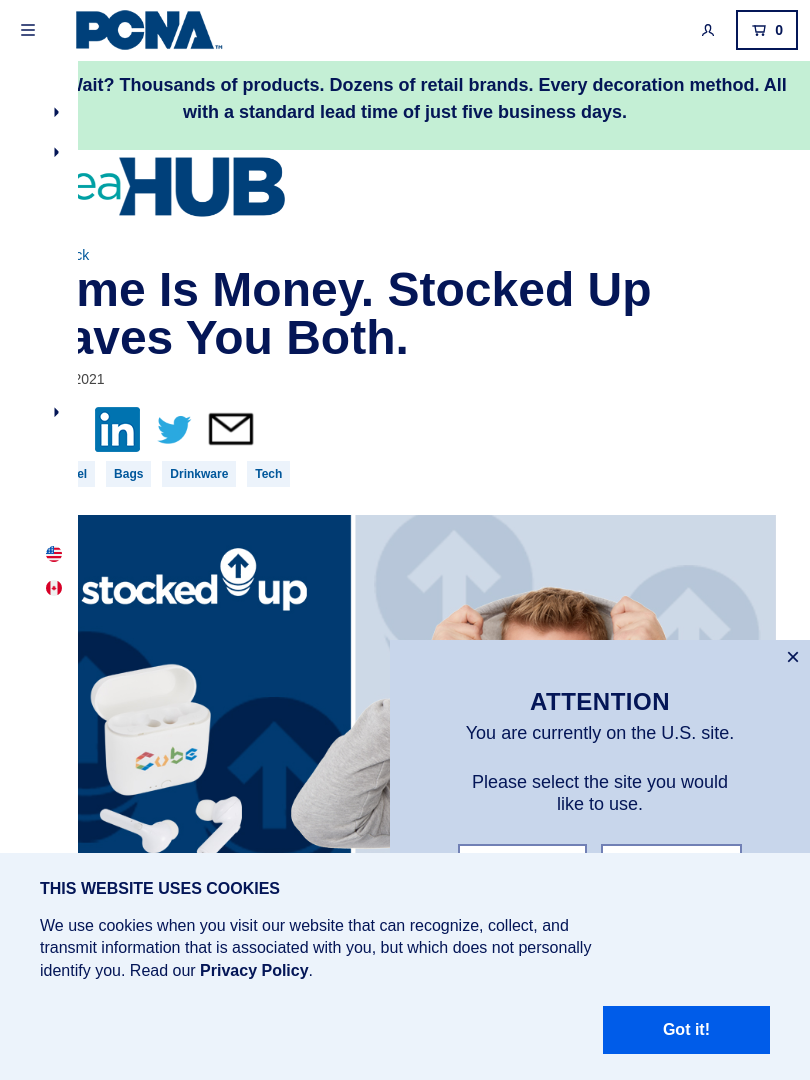 PCNA
TM
0
Wait? Thousands of products. Dozens of retail brands. Every decoration method. All
with a standard lead time of just five business days.
eaHUB
ck
me Is Money. Stocked Up
aves You Both.
2021
in
el Bags Drinkware Tech
stocked up
Cube
ATTENTION
You are currently on the U.S. site.
Please select the site you would
like to use.
THIS WEBSITE USES COOKIES
We use cookies when you visit our website that can recognize, collect, and
transmit information that is associated with you, but which does not personally
identify you. Read our Privacy Policy.
Got it!